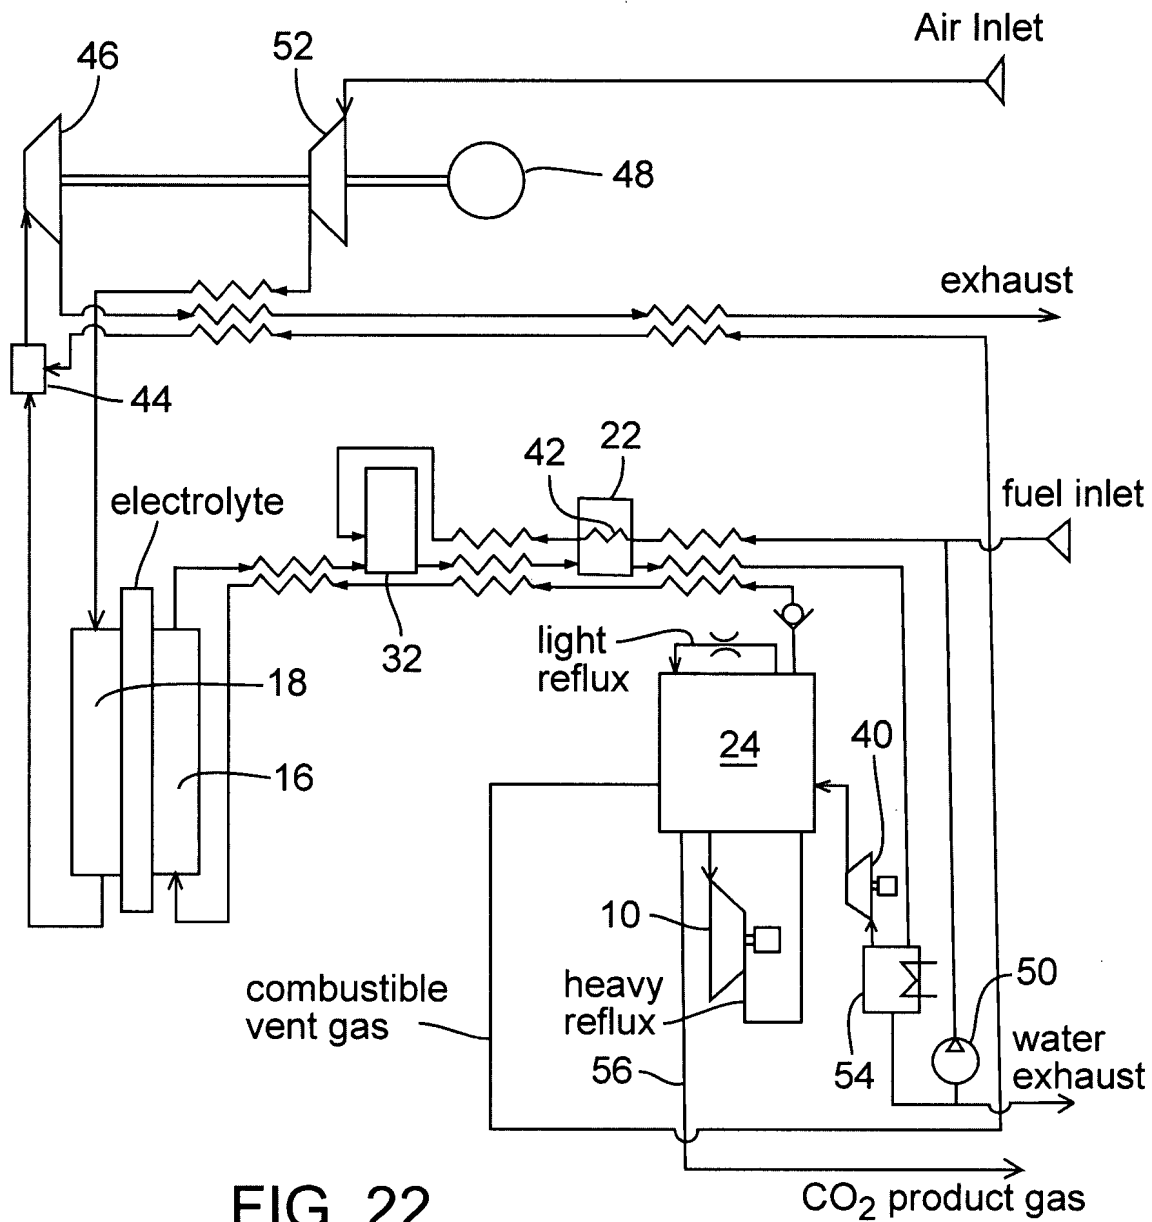 Air Inlet
46
52
48
exhaust
44
22
42
fuel inlet
electrolyte
32
light
reflux
18
24
40
16
10
combustible
vent gas
heavy
reflux
50
54
56
water
exhaust
CO₂ product gas
FIG. 22